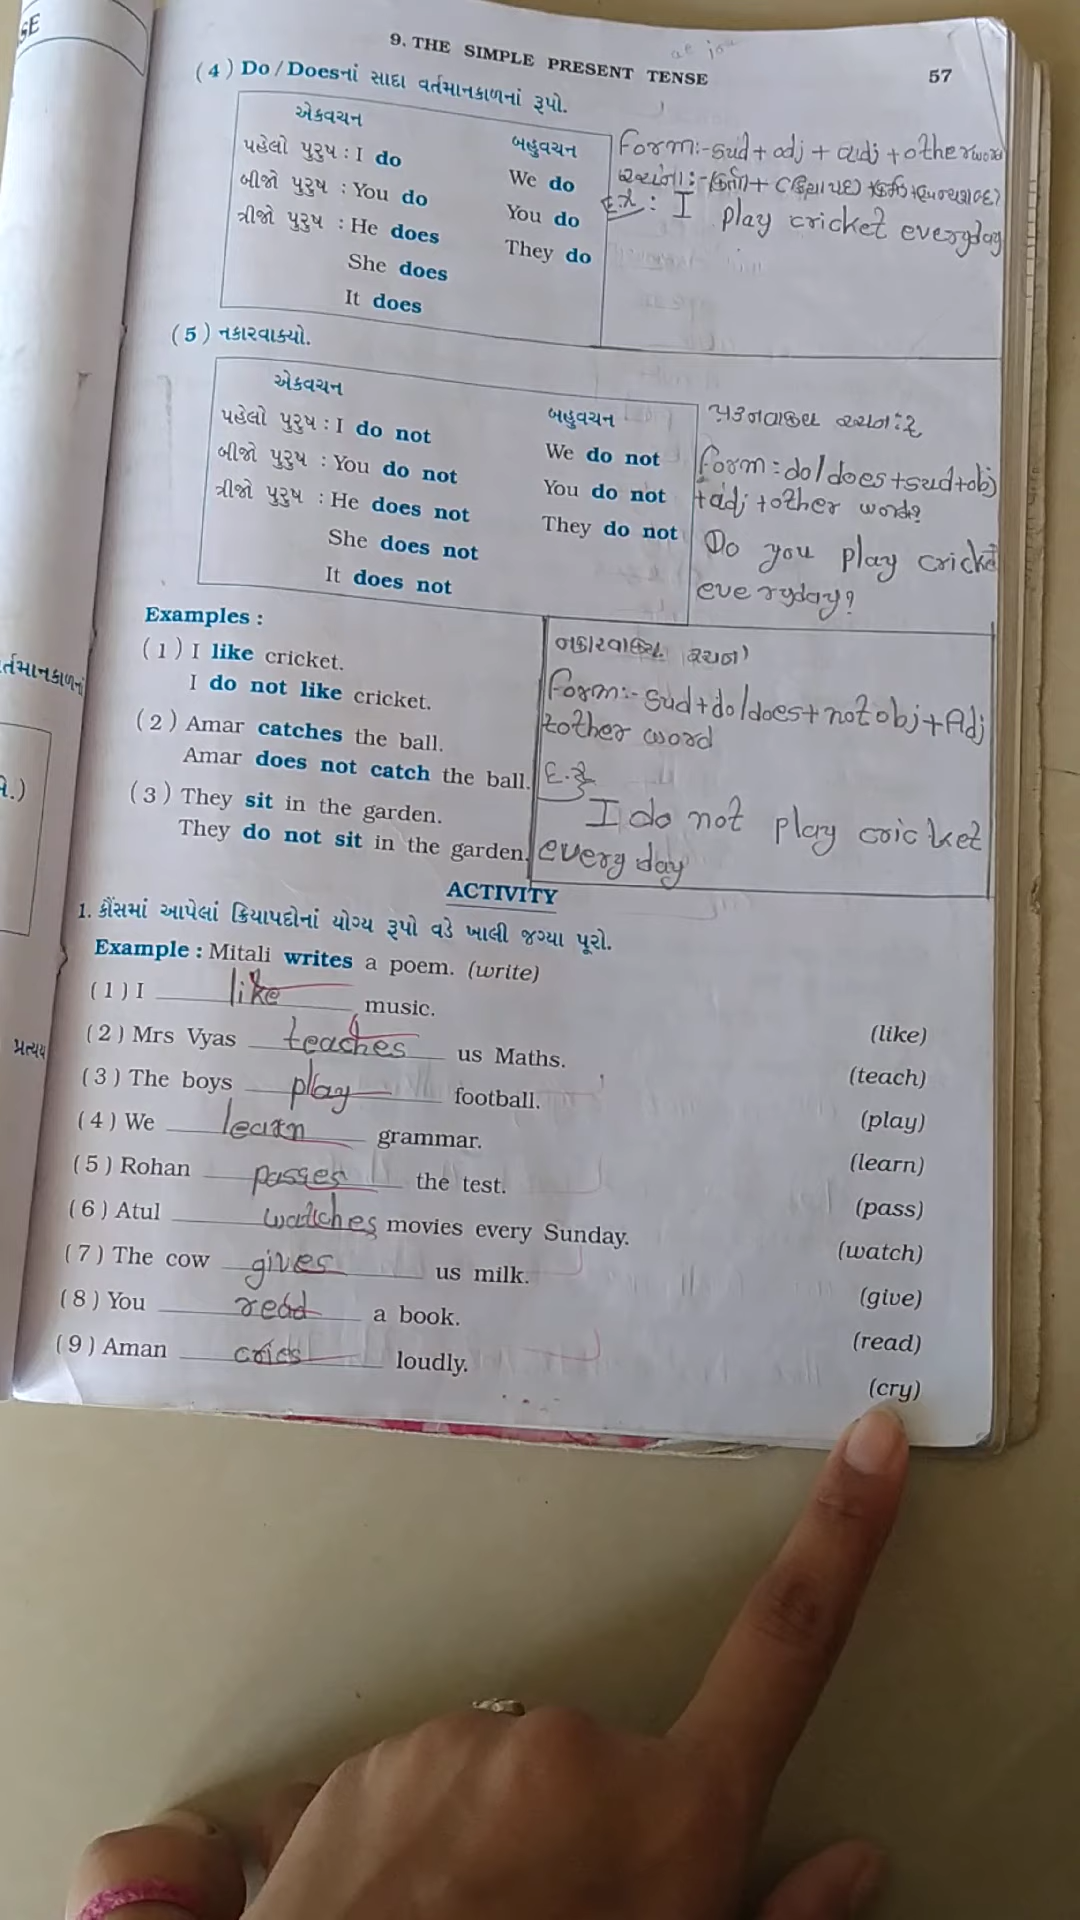 SE
9. THE SIMPLE PRESENT TENSE
57
(4) Do / Doesનાં સાદા વર્તમાનકાળનાં રૂપો.
એકવચન
બહુવચન
પહેલો પુરુષ : I do
We do
બીજો પુરુષ : You do
You do
ત્રીજો પુરુષ : He does
They do
She does
It does
Form:-sud + adj + + otherword
I play cricket everyday
(5) નકારવાક્યો.
એકવચન
બહુવચન
પહેલો પુરુષ : I do not
We do not
બીજો પુરુષ : You do not
You do not
ત્રીજો પુરુષ : He does not
They do not
She does not
It does not
form=do/does+sud+obj
+adj +other word?
Do you play cricket
everyday?
Examples :
(1) I like cricket.
I do not like cricket.
(2) Amar catches the ball.
Amar does not catch the ball.
(3) They sit in the garden.
They do not sit in the garden.
form:- sud+do/does+not obj+Adj
+other word
I do not play cricket
every day
ર્તમાનકાળનાં
પ્રત્યય
ACTIVITY
1. કૌંસમાં આપેલાં ક્રિયાપદોનાં યોગ્ય રૂપો વડે ખાલી જગ્યા પૂરો.
Example : Mitali writes a poem. (write)
(1) I like music. (like)
(2) Mrs Vyas teaches us Maths. (teach)
(3) The boys play football. (play)
(4) We learn grammar. (learn)
(5) Rohan passes the test. (pass)
(6) Atul watches movies every Sunday. (watch)
(7) The cow gives us milk. (give)
(8) You read a book. (read)
(9) Aman cries loudly. (cry)